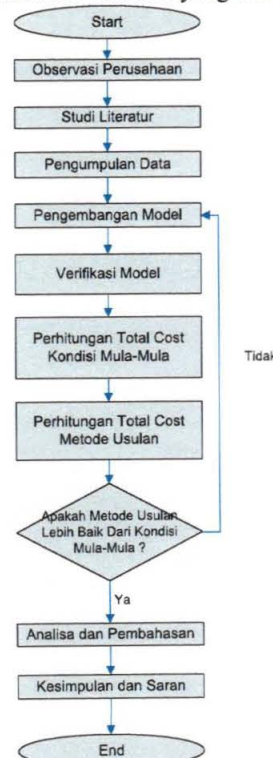 Start
Observasi Perusahaan
Studi Literatur
Pengumpulan Data
Pengembangan Model
Verifikasi Model
Perhitungan Total Cost
Kondisi Mula-Mula
Tidak
Perhitungan Total Cost
Metode Usulan
Apakah Metode Usulan
Lebih Baik Dari Kondisi
Mula-Mula ?
Ya
Analisa dan Pembahasan
Kesimpulan dan Saran
End